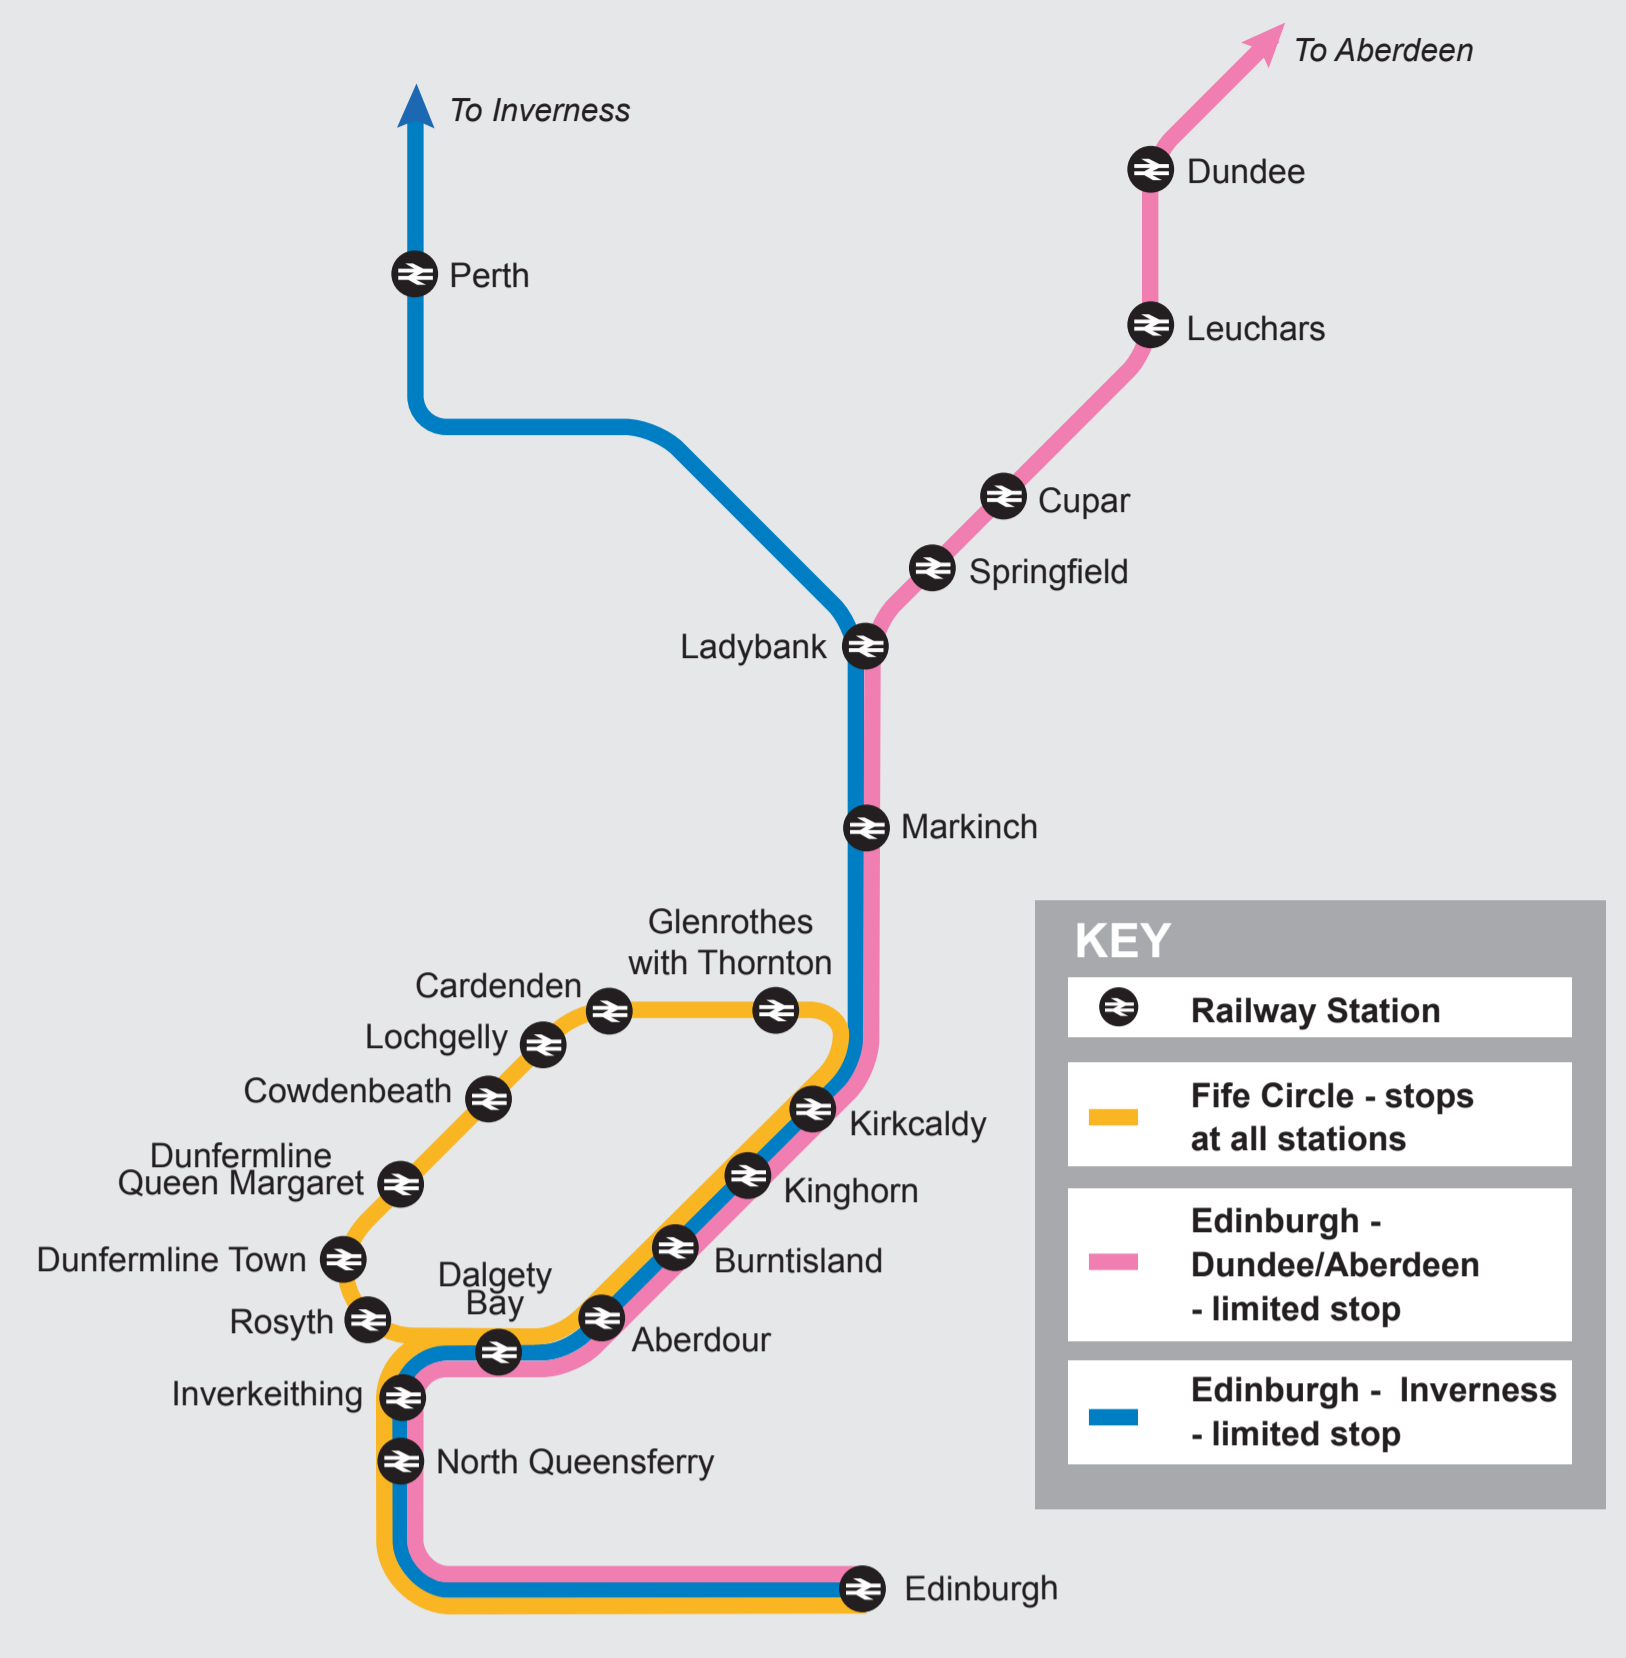 To Aberdeen
To Inverness
Dundee
Perth
Leuchars
Cupar
Springfield
Ladybank
Markinch
Glenrothes
with Thornton
Cardenden
Lochgelly
Cowdenbeath
Kirkcaldy
Dunfermline
Queen Margaret
Kinghorn
Dunfermline Town
Burntisland
Dalgety
Bay
Rosyth
Aberdour
Inverkeithing
North Queensferry
Edinburgh
KEY
Railway Station
Fife Circle - stops
at all stations
Edinburgh -
Dundee/Aberdeen
- limited stop
Edinburgh - Inverness
- limited stop